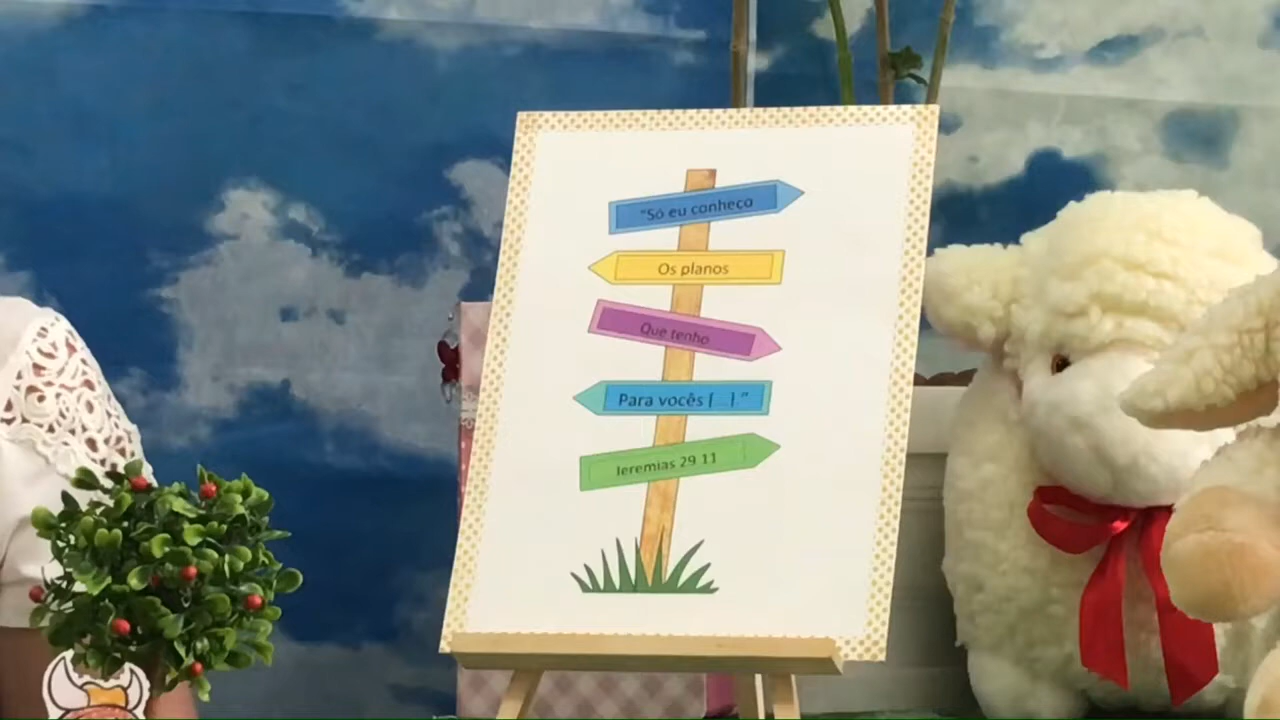 "Só eu conheço
Os planos
Que tenho
Para vocês [...]."
Jeremias 29 11